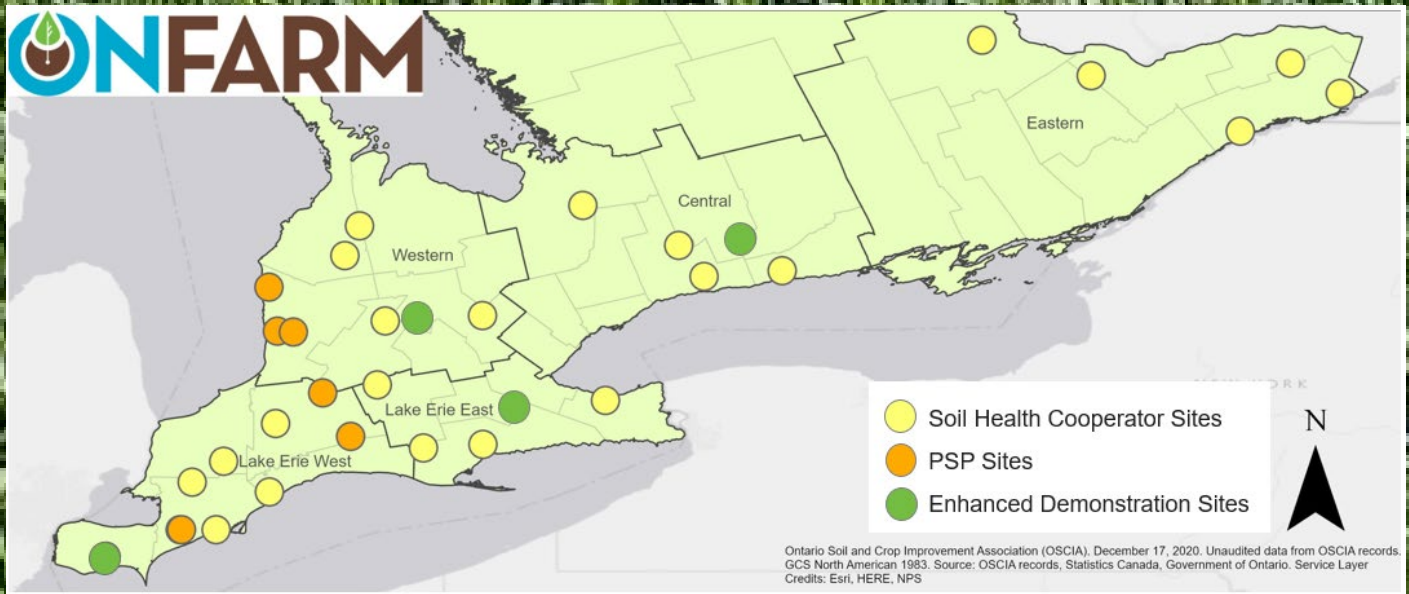 ONFARM
Eastern
Central
Western
Lake Erie East
Lake Erie West
NEW YORK
Soil Health Cooperator Sites
PSP Sites
Enhanced Demonstration Sites
N
Ontario Soil and Crop Improvement Association (OSCIA). December 17, 2020. Unaudited data from OSCIA records.
GCS North American 1983. Source: OSCIA records, Statistics Canada, Government of Ontario. Service Layer
Credits: Esri, HERE, NPS